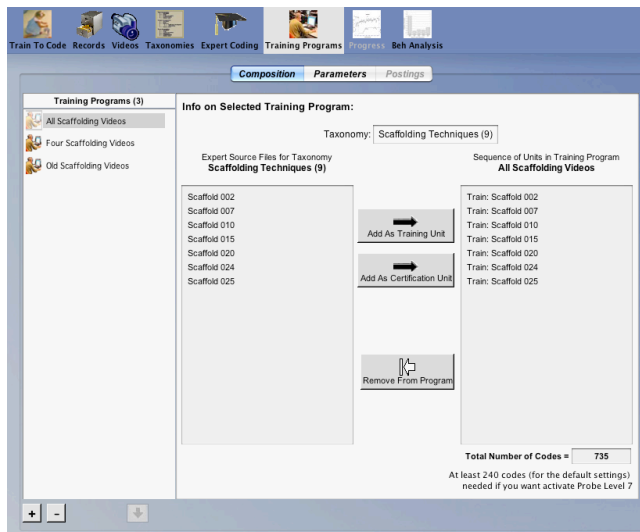 Train To Code Records Videos Taxonomies Expert Coding Training Programs Progress Beh Analysis
Composition Parameters Postings
Training Programs (3)
All Scaffolding Videos
Four Scaffolding Videos
Old Scaffolding Videos
Info on Selected Training Program:
Taxonomy: Scaffolding Techniques (9)
Expert Source Files for Taxonomy
Scaffolding Techniques (9)
Scaffold 002
Scaffold 007
Scaffold 010
Scaffold 015
Scaffold 020
Scaffold 024
Scaffold 025
Add As Training Unit
Add As Certification Unit
Remove From Program
Sequence of Units in Training Program
All Scaffolding Videos
Train: Scaffold 002
Train: Scaffold 007
Train: Scaffold 010
Train: Scaffold 015
Train: Scaffold 020
Train: Scaffold 024
Train: Scaffold 025
Total Number of Codes = 735
At least 240 codes (for the default settings)
needed if you want activate Probe Level 7
+ -